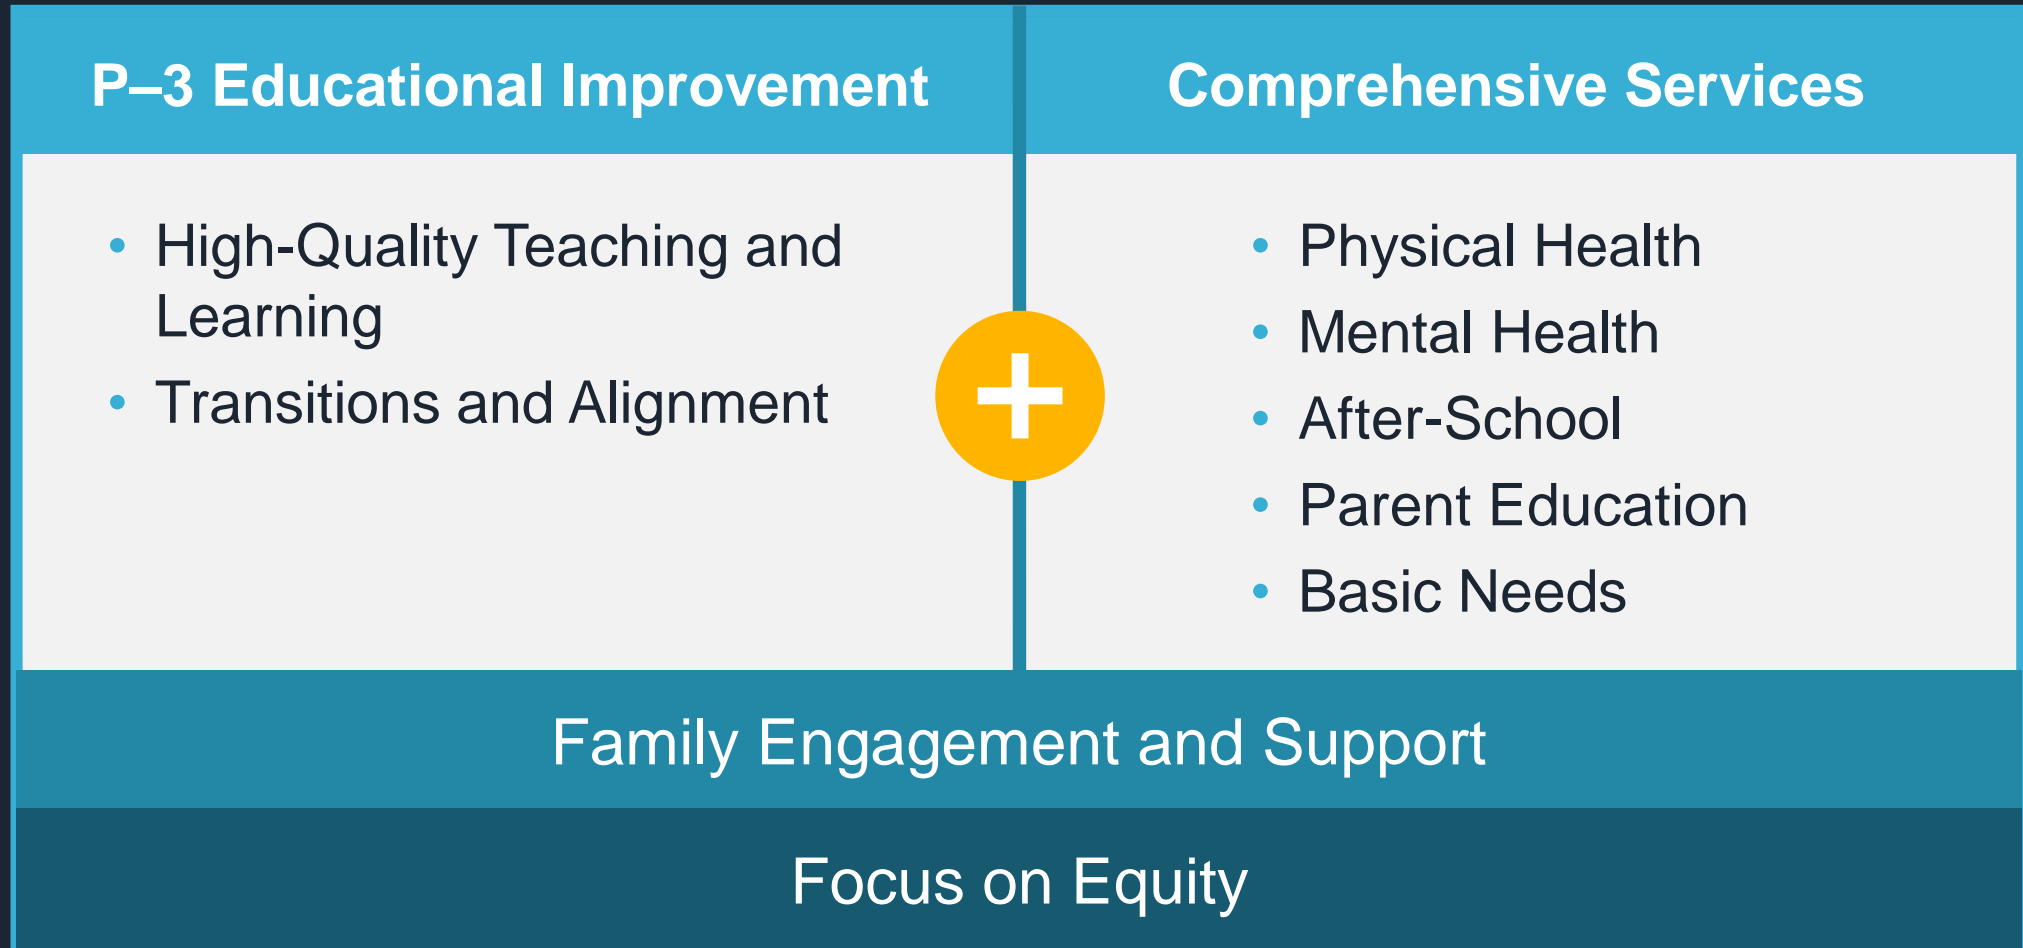 P–3 Educational Improvement
• High-Quality Teaching and
Learning
• Transitions and Alignment
+
Comprehensive Services
• Physical Health
• Mental Health
• After-School
• Parent Education
• Basic Needs
Family Engagement and Support
Focus on Equity